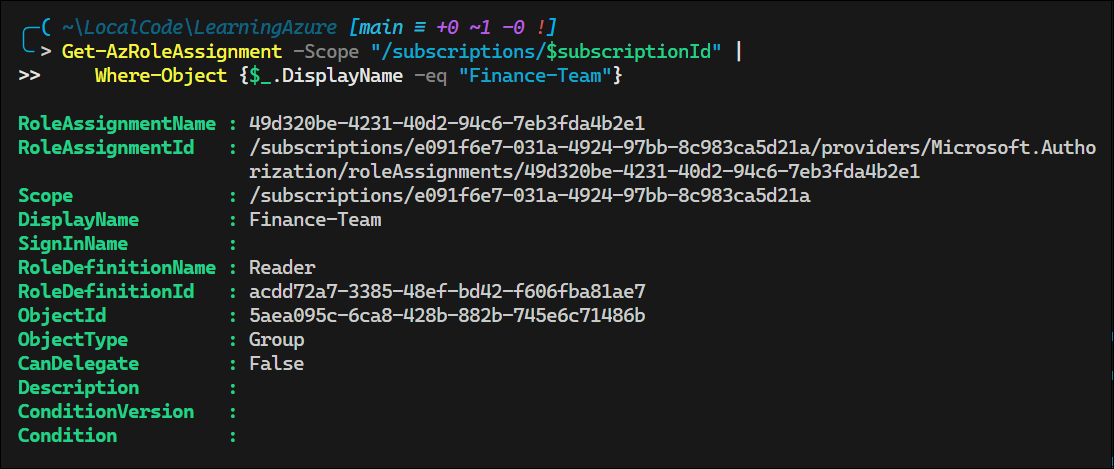 ( ~\LocalCode\LearningAzure [main ≡ +0 ~1 -0 !]
> Get-AzRoleAssignment -Scope "/subscriptions/$subscriptionId" |
>>     Where-Object {$_.DisplayName -eq "Finance-Team"}
RoleAssignmentName : 49d320be-4231-40d2-94c6-7eb3fda4b2e1
RoleAssignmentId   : /subscriptions/e091f6e7-031a-4924-97bb-8c983ca5d21a/providers/Microsoft.Autho
rization/roleAssignments/49d320be-4231-40d2-94c6-7eb3fda4b2e1
Scope              : /subscriptions/e091f6e7-031a-4924-97bb-8c983ca5d21a
DisplayName        : Finance-Team
SignInName         :
RoleDefinitionName : Reader
RoleDefinitionId   : acdd72a7-3385-48ef-bd42-f606fba81ae7
ObjectId           : 5aea095c-6ca8-428b-882b-745e6c71486b
ObjectType         : Group
CanDelegate        : False
Description        :
ConditionVersion   :
Condition          :